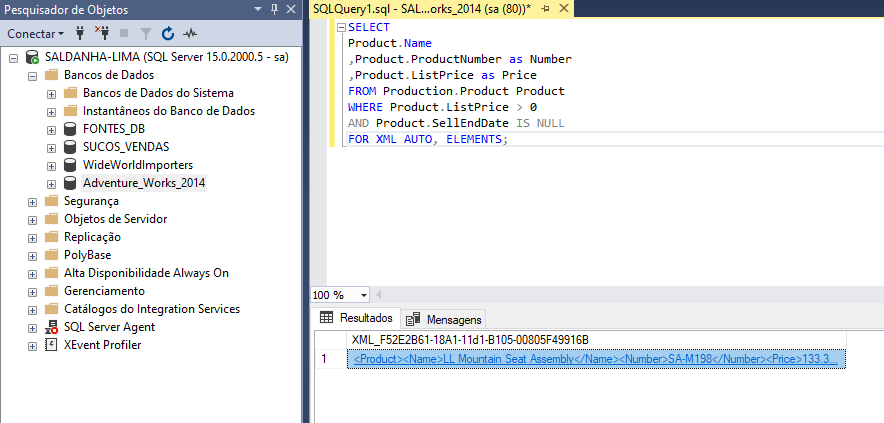 Pesquisador de Objetos
Conectar
SALDANHA-LIMA (SQL Server 15.0.2000.5 - sa)
Bancos de Dados
Bancos de Dados do Sistema
Instantâneos do Banco de Dados
FONTES_DB
SUCOS_VENDAS
WideWorldImporters
Adventure_Works_2014
Segurança
Objetos de Servidor
Replicação
PolyBase
Alta Disponibilidade Always On
Gerenciamento
Catálogos do Integration Services
SQL Server Agent
XEvent Profiler
SQLQuery1.sql - SAL...orks_2014 (sa (80))*
SELECT
Product.Name
,Product.ProductNumber as Number
,Product.ListPrice as Price
FROM Production.Product Product
WHERE Product.ListPrice > 0
AND Product.SellEndDate IS NULL
FOR XML AUTO, ELEMENTS;
100 %
Resultados
Mensagens
XML_F52E2B61-18A1-11d1-B105-00805F49916B
1
<Product><Name>LL Mountain Seat Assembly</Name><Number>SA-M198</Number><Price>133.3...